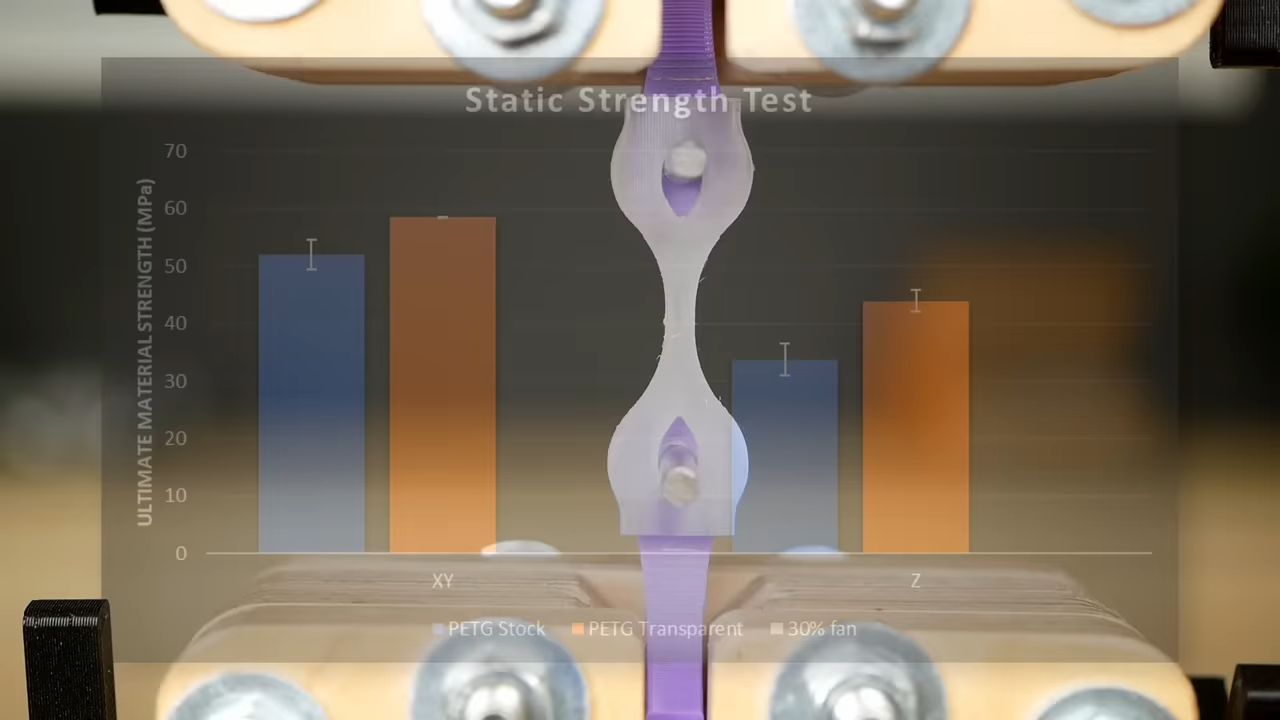 Static Strength Test
ULTIMATE MATERIAL STRENGTH (MPa)
70
60
50
40
30
20
10
0
XY
Z
PETG Stock
PETG Transparent
30% fan